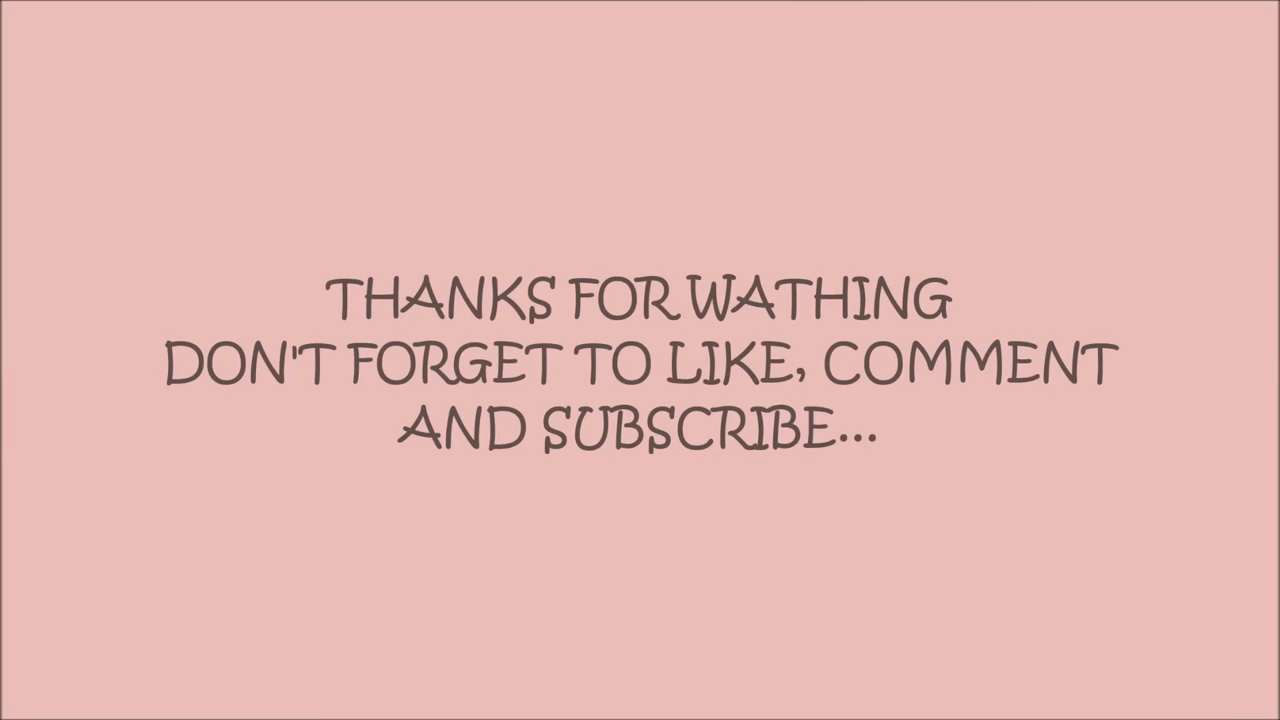 THANKS FOR WATHING
DON'T FORGET TO LIKE, COMMENT
AND SUBSCRIBE...